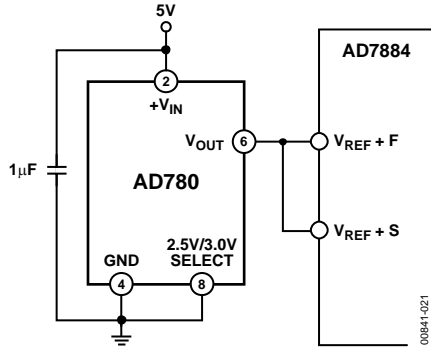 5V
AD7884
2
+VIN
VOUT
6
VREF + F
1μF
AD780
2.5V/3.0V
SELECT
VREF + S
GND
4
8
00841-021